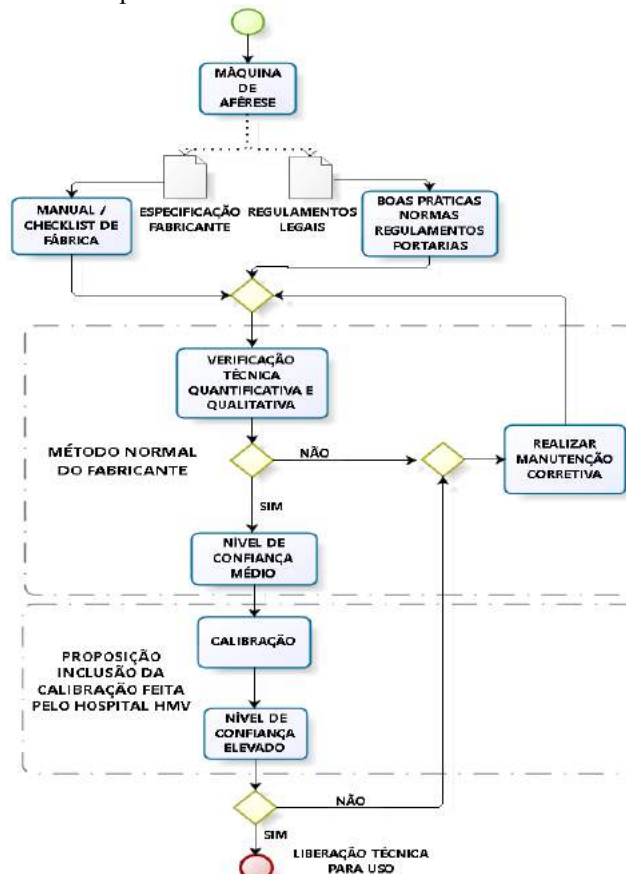 MÁQUINA
DE
AFÉRESE
MANUAL /
CHECKLIST DE
FÁBRICA
ESPECIFICAÇÃO
FABRICANTE
REGULAMENTOS
LEGAIS
BOAS PRÁTICAS
NORMAS
REGULAMENTOS
PORTARIAS
VERIFICAÇÃO
TÉCNICA
QUANTIFICATIVA E
QUALITATIVA
MÉTODO NORMAL
DO FABRICANTE
NÃO
REALIZAR
MANUTENÇÃO
CORRETIVA
SIM
NÍVEL DE
CONFIANÇA
MÉDIO
PROPOSIÇÃO
INCLUSÃO DA
CALIBRAÇÃO FEITA
PELO HOSPITAL HMV
CALIBRAÇÃO
NÍVEL DE
CONFIANÇA
ELEVADO
NÃO
SIM
LIBERAÇÃO TÉCNICA
PARA USO